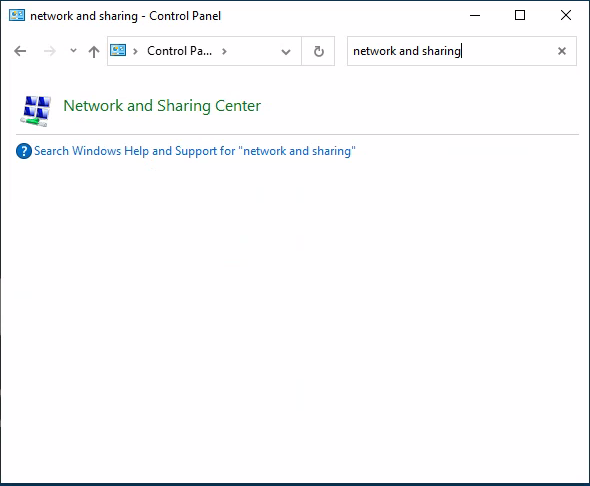 network and sharing - Control Panel
Control Pa...
network and sharing
Network and Sharing Center
Search Windows Help and Support for "network and sharing"